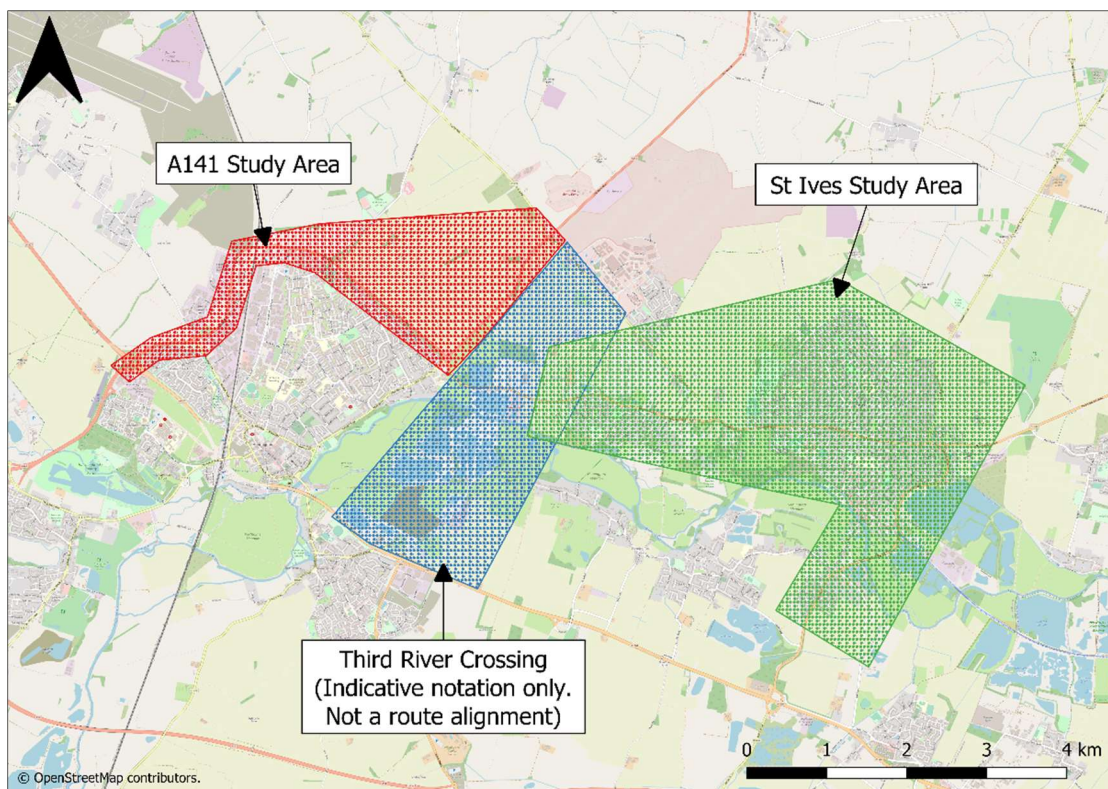 A141 Study Area
St Ives Study Area
Third River Crossing
(Indicative notation only.
Not a route alignment)
0 1 2 3 4 km
© OpenStreetMap contributors.